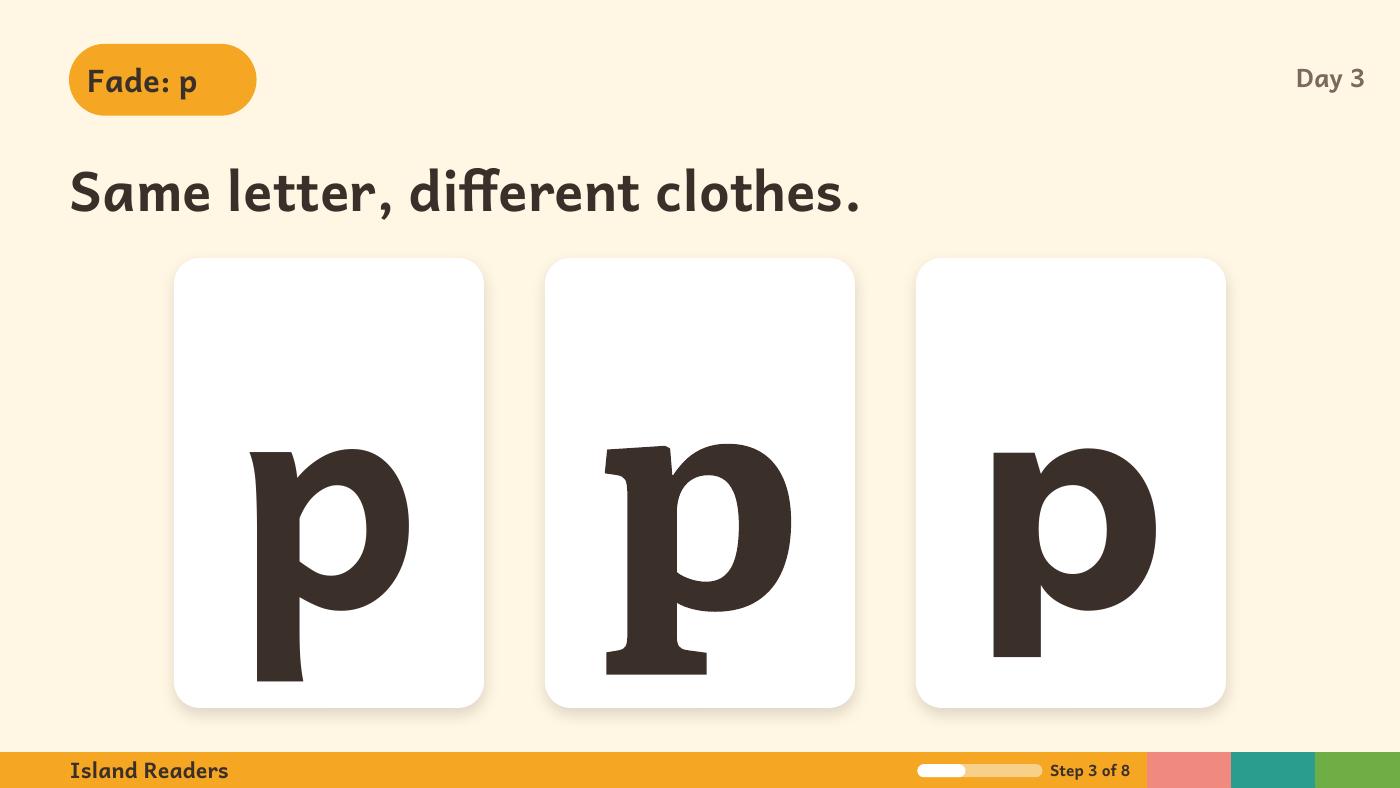 Fade: p
Day 3
Same letter, different clothes.
p p p
Island Readers
Step 3 of 8